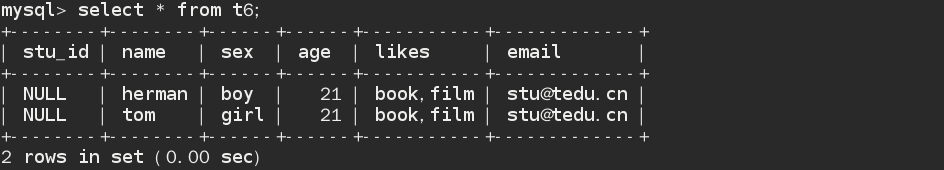 mysql> select * from t6;
+--------+--------+------+------+-----------+-------------+
| stu_id | name   | sex  | age  | likes     | email       |
+--------+--------+------+------+-----------+-------------+
| NULL   | herman | boy  |   21 | book,film | stu@tedu.cn |
| NULL   | tom    | girl |   21 | book,film | stu@tedu.cn |
+--------+--------+------+------+-----------+-------------+
2 rows in set (0.00 sec)